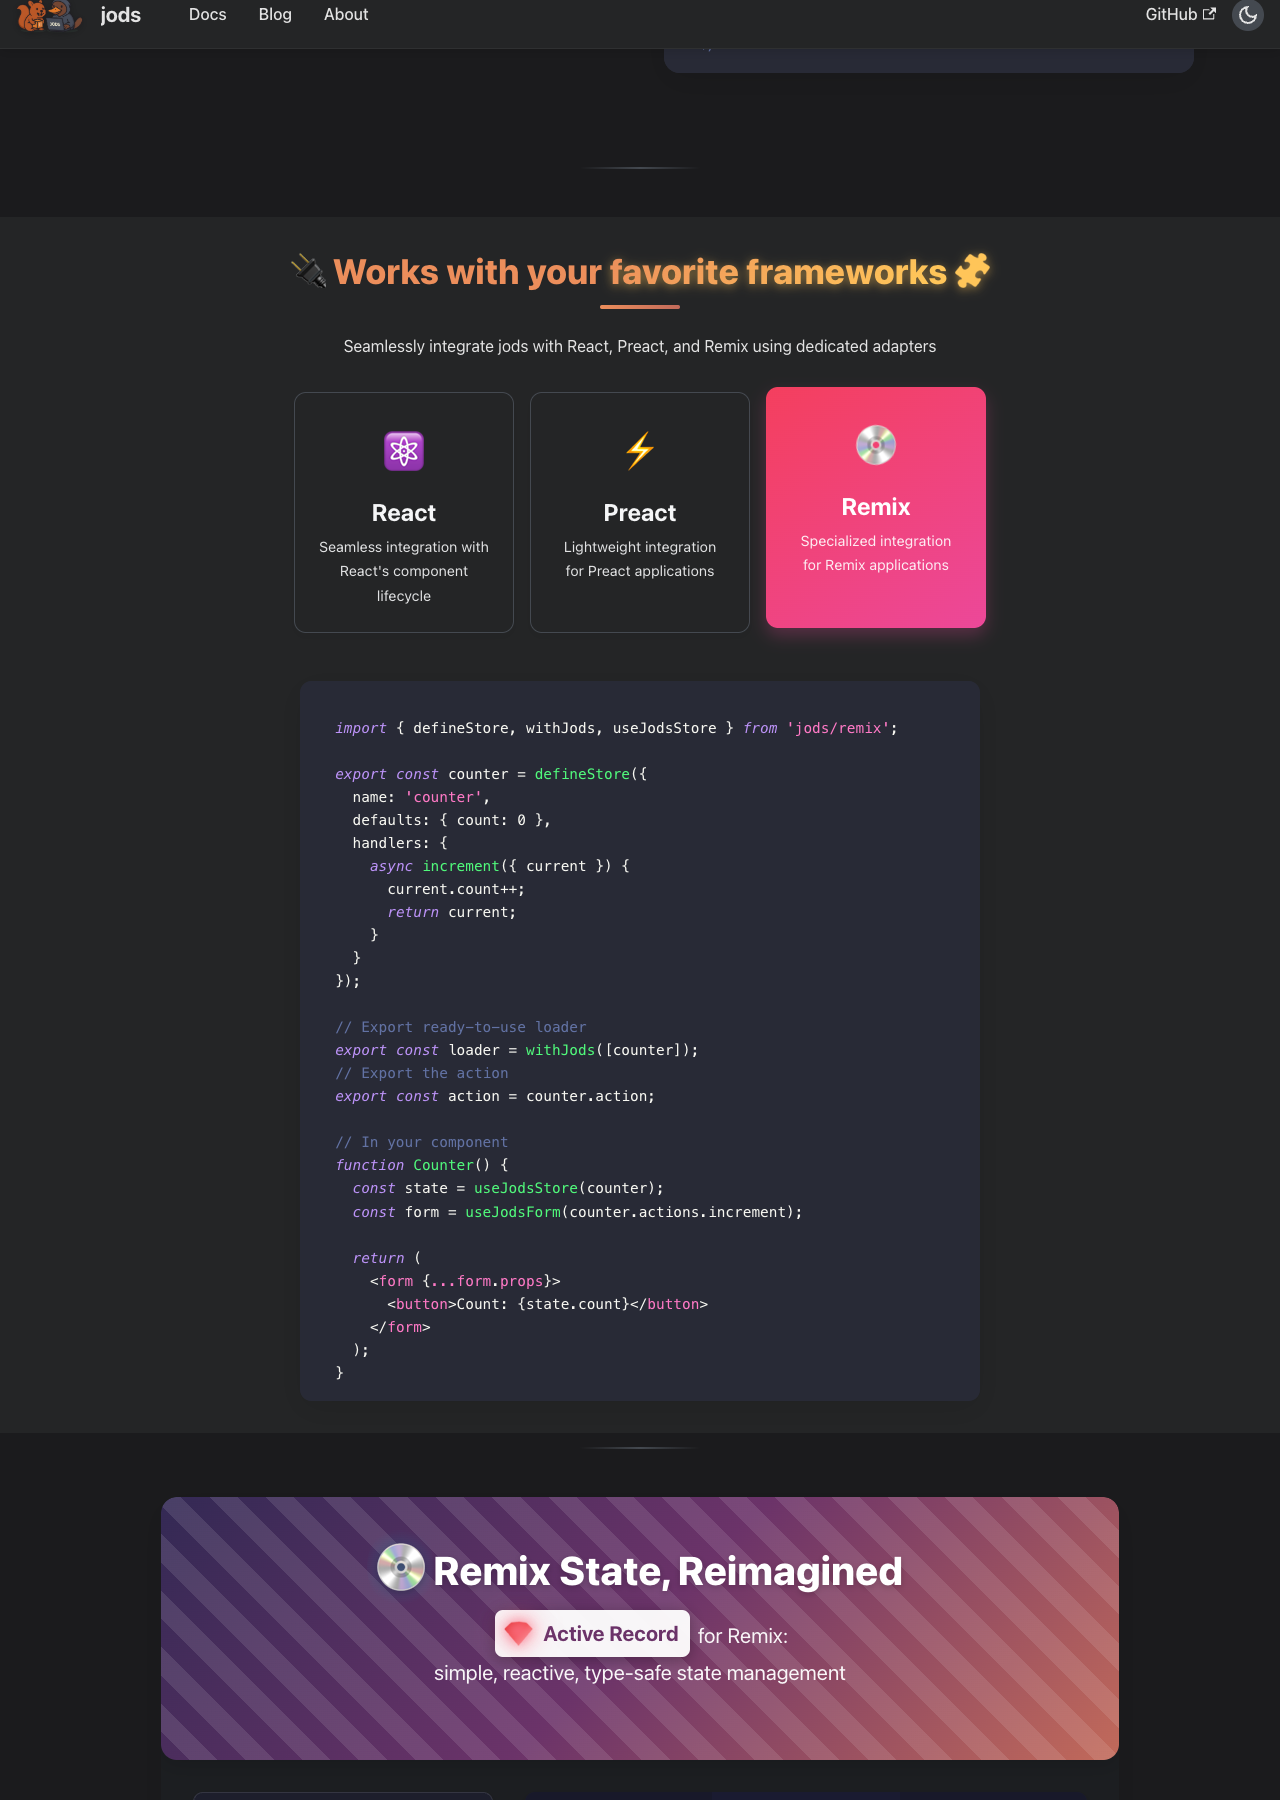 jods Docs Blog About GitHub
Works with your favorite frameworks
Seamlessly integrate jods with React, Preact, and Remix using dedicated adapters
React
Seamless integration with
React's component
lifecycle
Preact
Lightweight integration
for Preact applications
Remix
Specialized integration
for Remix applications
import { defineStore, withJods, useJodsStore } from 'jods/remix';
export const counter = defineStore({
  name: 'counter',
  defaults: { count: 0 },
  handlers: {
    async increment({ current }) {
      current.count++;
      return current;
    }
  }
});
// Export ready-to-use loader
export const loader = withJods([counter]);
// Export the action
export const action = counter.action;
// In your component
function Counter() {
  const state = useJodsStore(counter);
  const form = useJodsForm(counter.actions.increment);
  return (
    <form {...form.props}>
      <button>Count: {state.count}</button>
    </form>
  );
}
Remix State, Reimagined
Active Record for Remix:
simple, reactive, type-safe state management